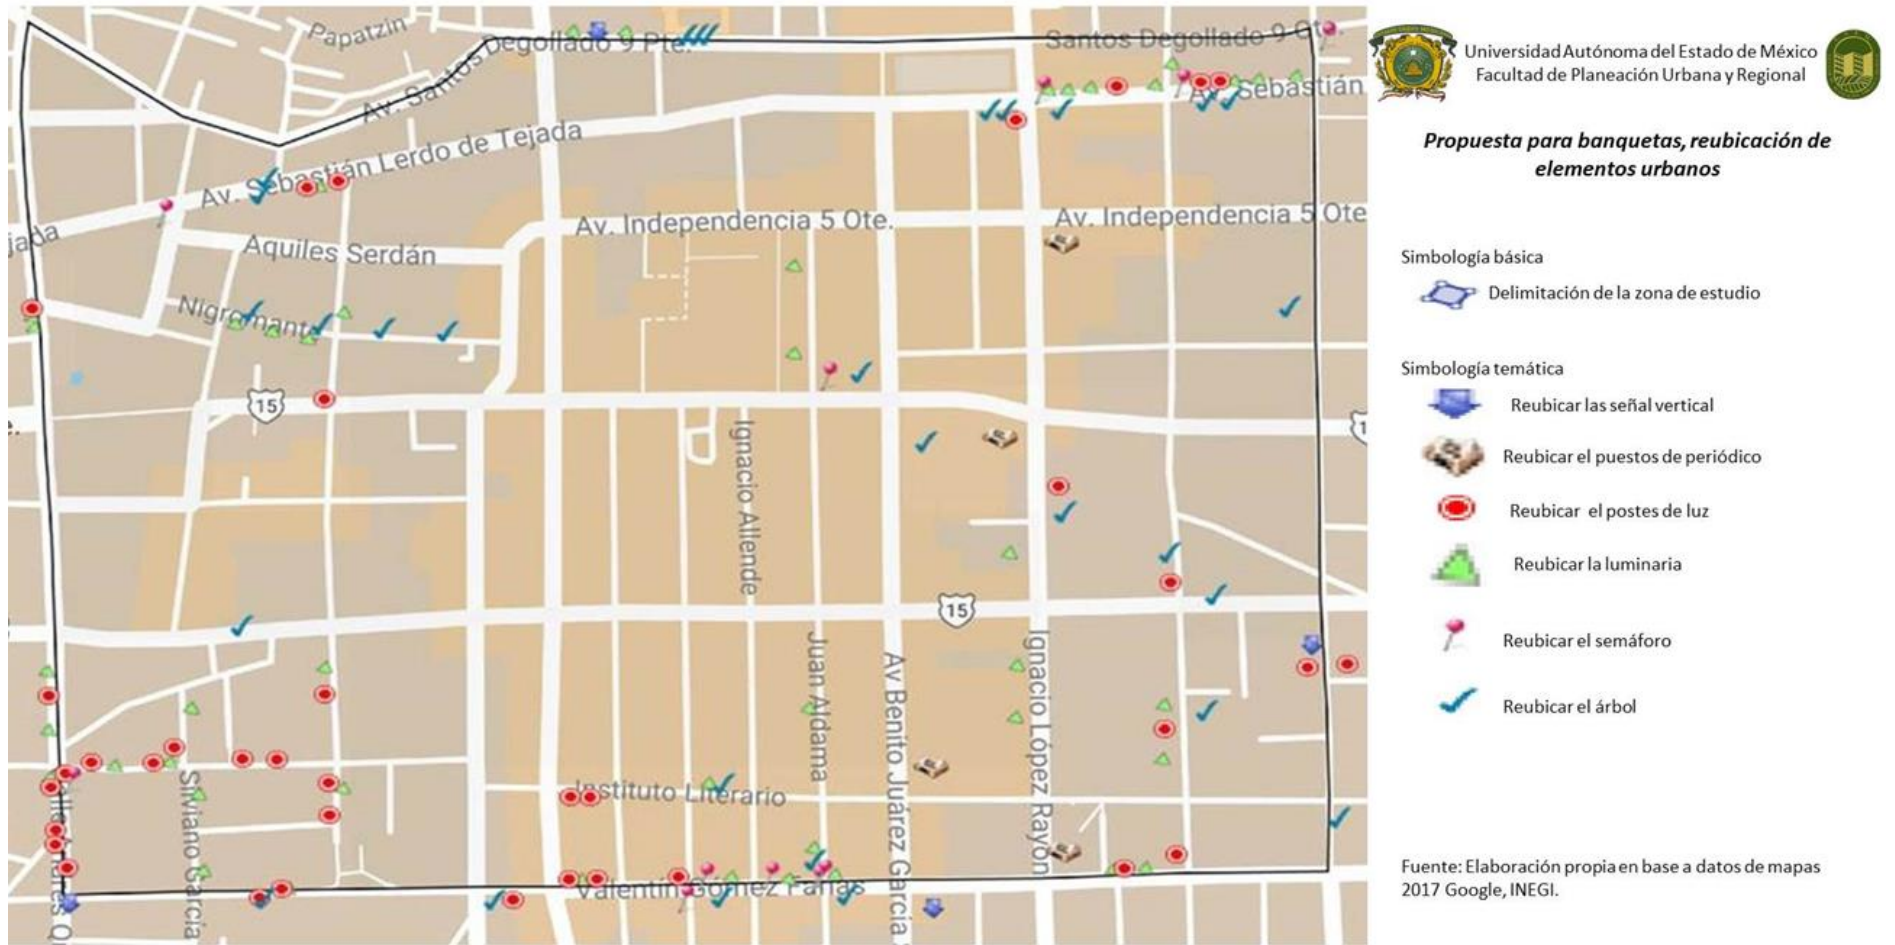 Papatzin
Degollado 9 Pte.
Santos Degollado 9 Ote.
Av. Santos
Av. Sebastián Lerdo de Tejada
Av. Sebastián
jada
Av. Independencia 5 Ote.
Av. Independencia 5 Ote
Aquiles Serdán
Nigromante
15
e.
1
Ignacio Allende
15
Juan Aldama
Av Benito Juárez García
Ignacio López Rayón
Silviano García
Instituto Literario
Valentín Gómez Farías
Universidad Autónoma del Estado de México
Facultad de Planeación Urbana y Regional
Propuesta para banquetas, reubicación de
elementos urbanos
Simbología básica
Delimitación de la zona de estudio
Simbología temática
Reubicar las señal vertical
Reubicar el puestos de periódico
Reubicar el postes de luz
Reubicar la luminaria
Reubicar el semáforo
Reubicar el árbol
Fuente: Elaboración propia en base a datos de mapas
2017 Google, INEGI.